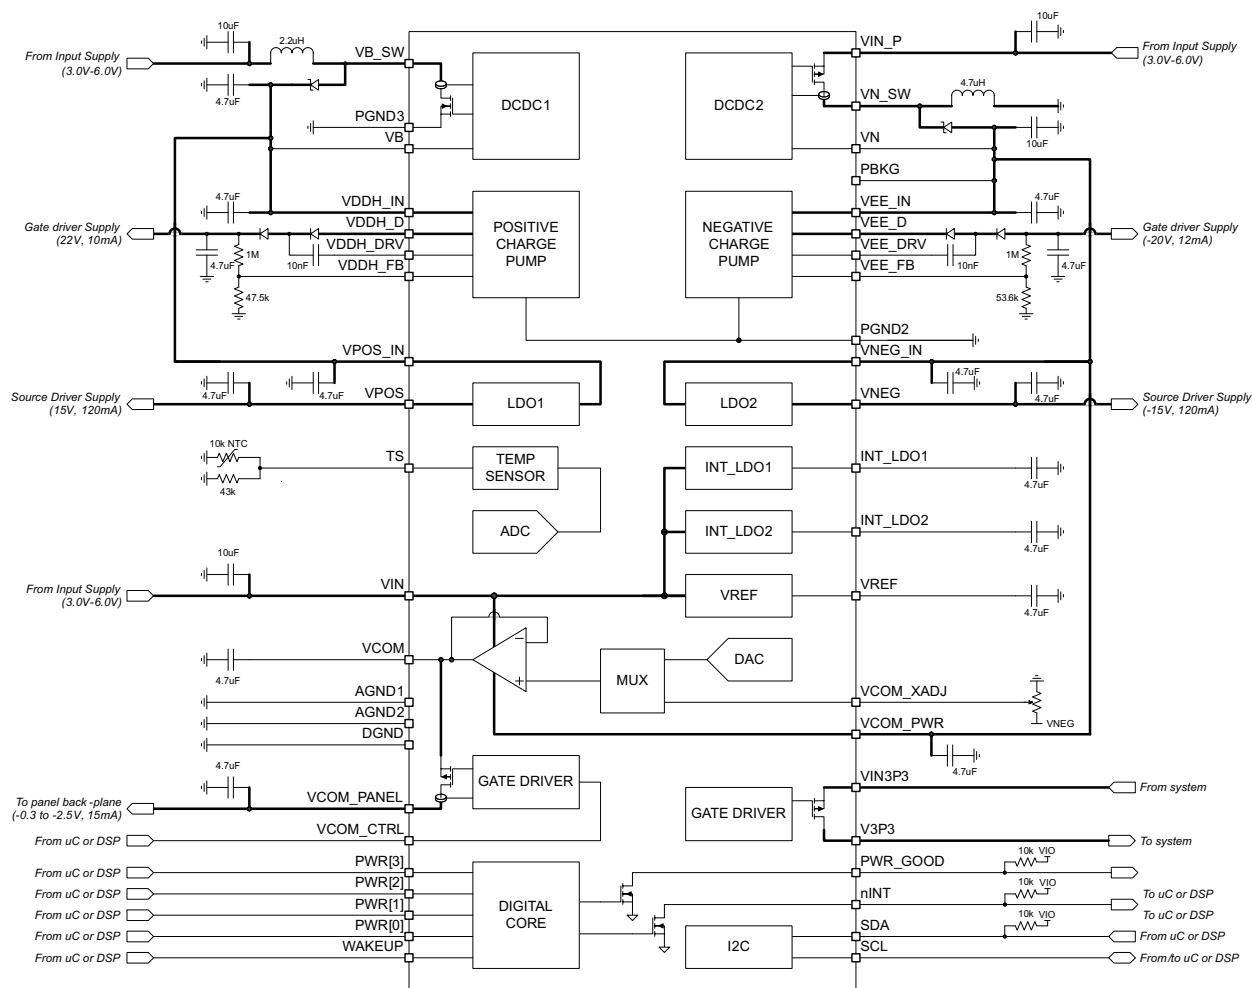 10uF
2.2uH
VB_SW
From Input Supply
(3.0V-6.0V)
4.7uF
PGND3
VB
DCDC1
DCDC2
VIN_P
10uF
From Input Supply
(3.0V-6.0V)
VN_SW
4.7uH
VN
10uF
PBKG
4.7uF
VDDH_IN
VDDH_D
VDDH_DRV
VDDH_FB
Gate driver Supply
(22V, 10mA)
4.7uF
1M
10nF
47.5k
POSITIVE
CHARGE
PUMP
NEGATIVE
CHARGE
PUMP
VEE_IN
VEE_D
VEE_DRV
VEE_FB
4.7uF
Gate driver Supply
(-20V, 12mA)
10nF
1M
4.7uF
53.6k
PGND2
VPOS_IN
VNEG_IN
4.7uF
4.7uF
VPOS
Source Driver Supply
(15V, 120mA)
LDO1
LDO2
VNEG
4.7uF
4.7uF
Source Driver Supply
(-15V, 120mA)
10k NTC
43k
TS
TEMP
SENSOR
ADC
INT_LDO1
INT_LDO1
4.7uF
INT_LDO2
INT_LDO2
4.7uF
10uF
From Input Supply
(3.0V-6.0V)
VIN
VREF
VREF
4.7uF
VCOM
4.7uF
−
+
MUX
DAC
VCOM_XADJ
VNEG
AGND1
AGND2
DGND
VCOM_PWR
4.7uF
4.7uF
GATE DRIVER
To panel back -plane
(-0.3 to -2.5V, 15mA)
VCOM_PANEL
From uC or DSP
VCOM_CTRL
GATE DRIVER
VIN3P3
From system
V3P3
To system
From uC or DSP
PWR[3]
From uC or DSP
PWR[2]
From uC or DSP
PWR[1]
From uC or DSP
PWR[0]
From uC or DSP
WAKEUP
DIGITAL
CORE
I2C
PWR_GOOD
10k
VIO
nINT
10k
VIO
To uC or DSP
To uC or DSP
SDA
10k
VIO
From uC or DSP
SCL
From/to uC or DSP